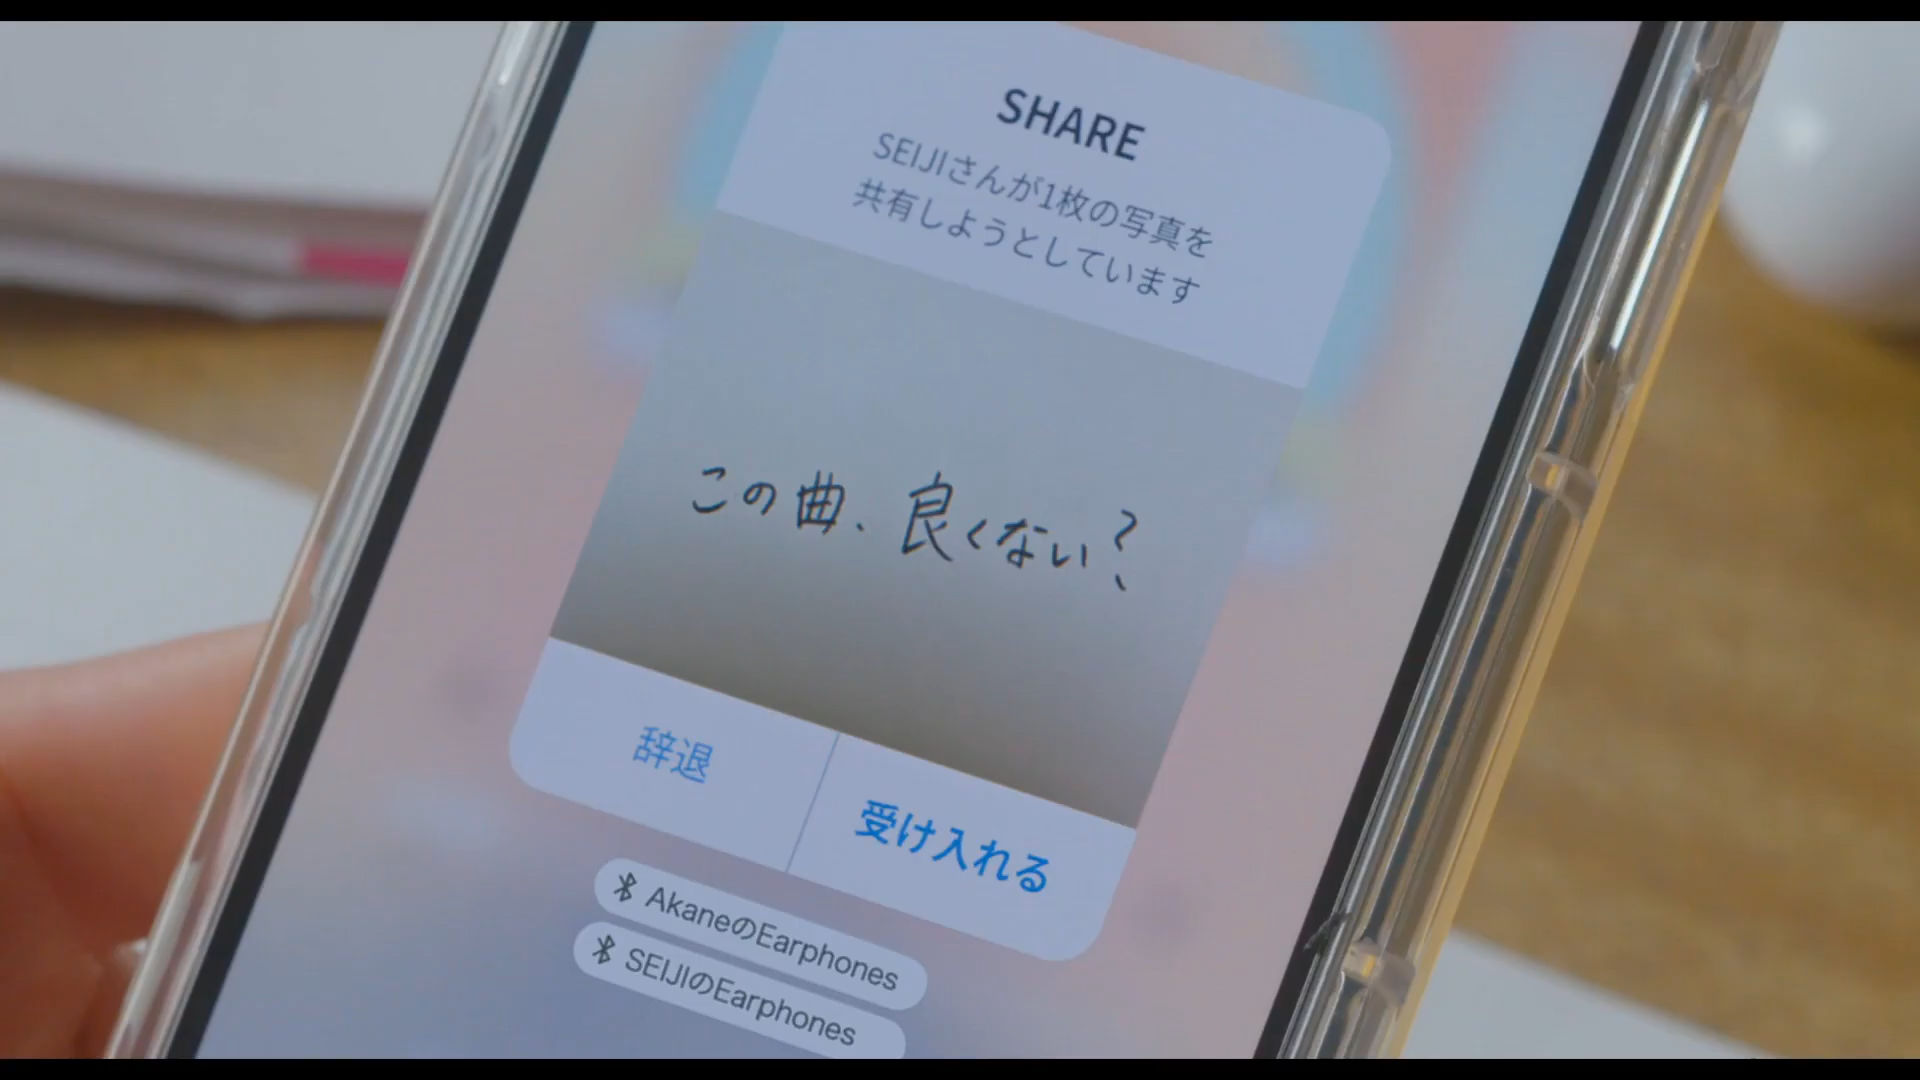 SHARE
SEIJIさんが1枚の写真を
共有しようとしています
この曲、良くない?
辞退
受け入れる
AkaneのEarphones
SEIJIのEarphones